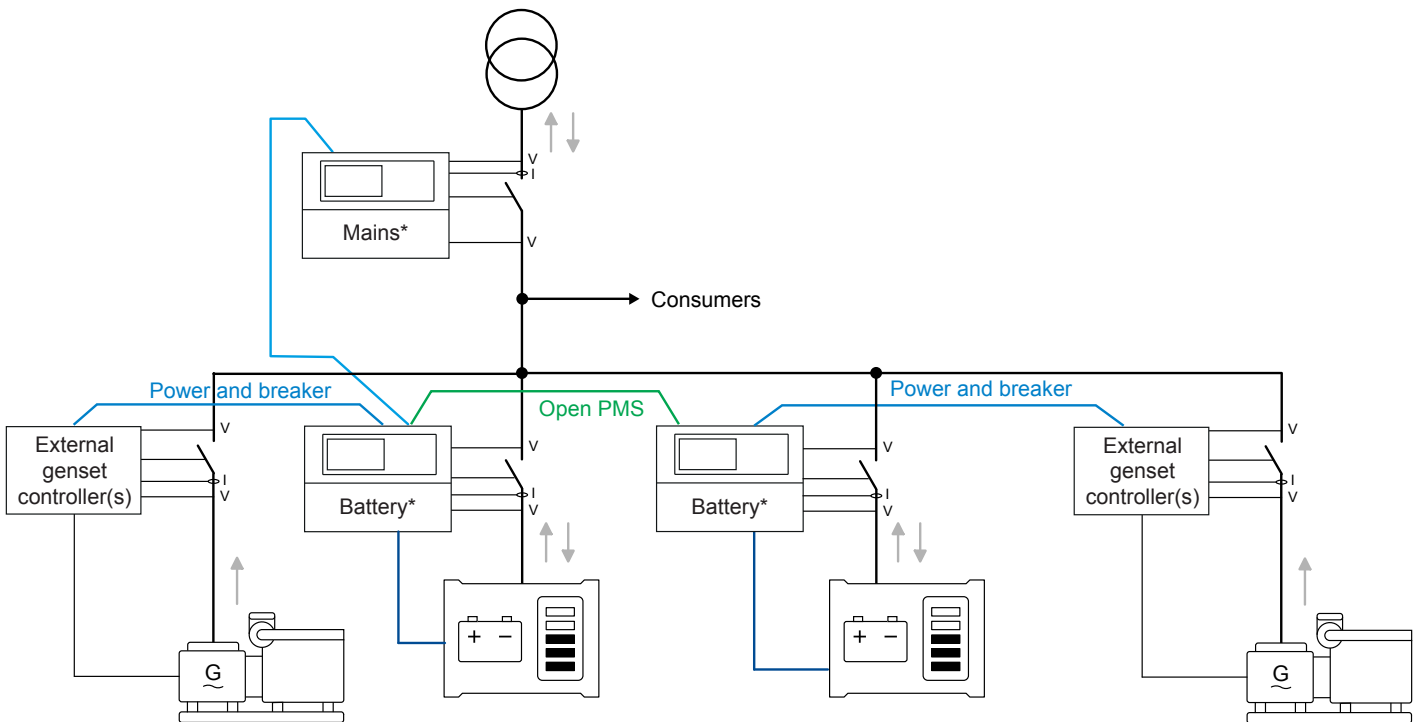 V
I
Mains*
V
Consumers
Power and breaker
Open PMS
Power and breaker
External
genset
controller(s)
V
I
V
Battery*
V
I
V
Battery*
V
I
V
External
genset
controller(s)
V
I
V
+ −
+ −
G
~
G
~